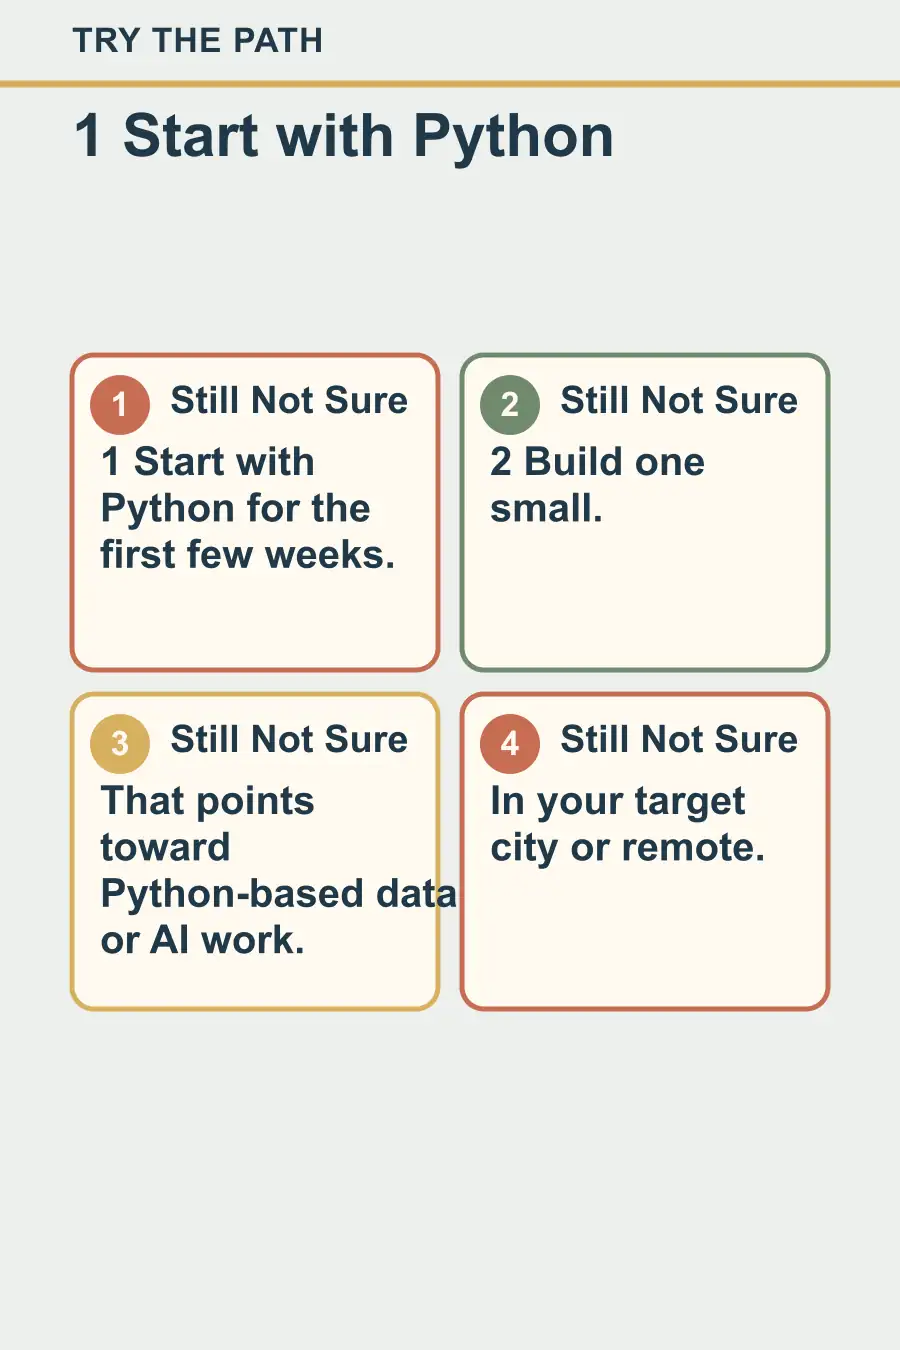 TRY THE PATH
1 Start with Python
1 Still Not Sure
1 Start with
Python for the
first few weeks.
2 Still Not Sure
2 Build one
small.
3 Still Not Sure
That points
toward
Python-based data
or AI work.
4 Still Not Sure
In your target
city or remote.